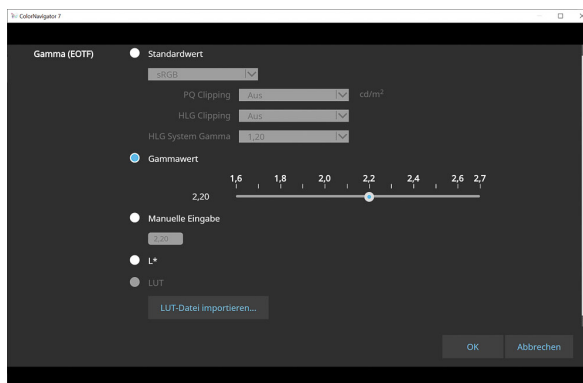 ColorNavigator 7
Gamma (EOTF)
Standardwert
sRGB
PQ Clipping Aus cd/m²
HLG Clipping Aus
HLG System Gamma 1,20
Gammawert
1,6 1,8 2,0 2,2 2,4 2,6 2,7
2,20
Manuelle Eingabe
2,20
L*
LUT
LUT-Datei importieren...
OK Abbrechen